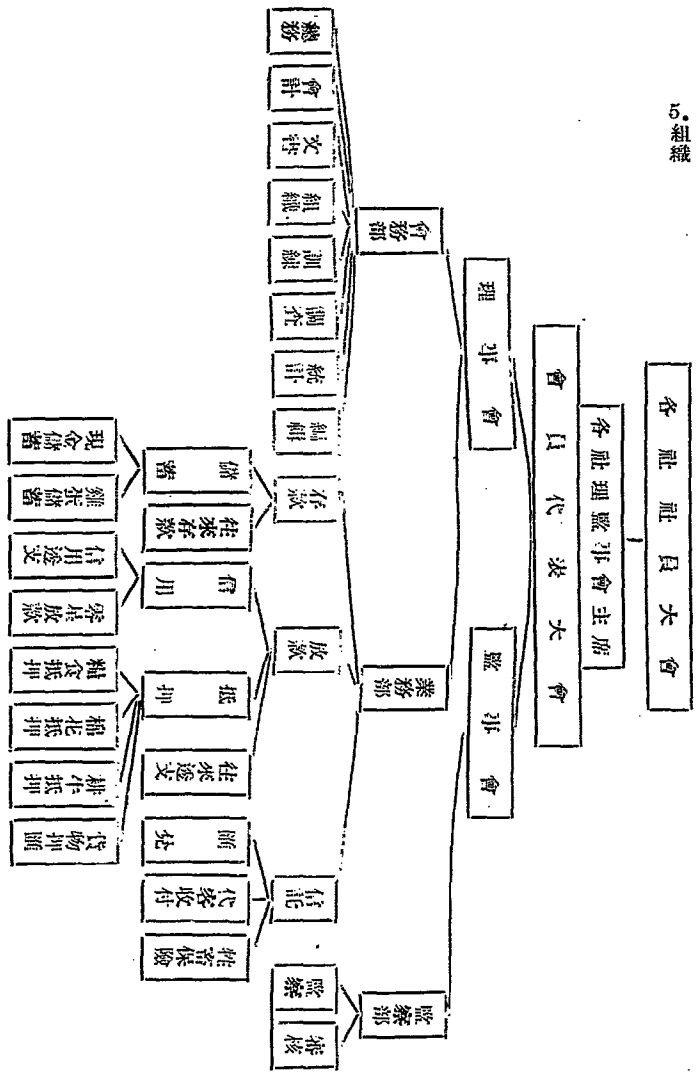 5.組織
各社社員大會
各社理監事會主席
會員代表大會
理事會
監事會
會務部
業務部
監察部
總務
會計
文書
組織
訓練
調查
統計
編輯
存款
放款
信託
監察
審核
儲蓄
往來存款
信用
抵押
往來透支
匯兌
代客收付
牲畜保險
現金儲蓄
雞蛋儲蓄
信用透支
零星放款
糧食抵押
棉花抵押
耕牛抵押
貨物押匯